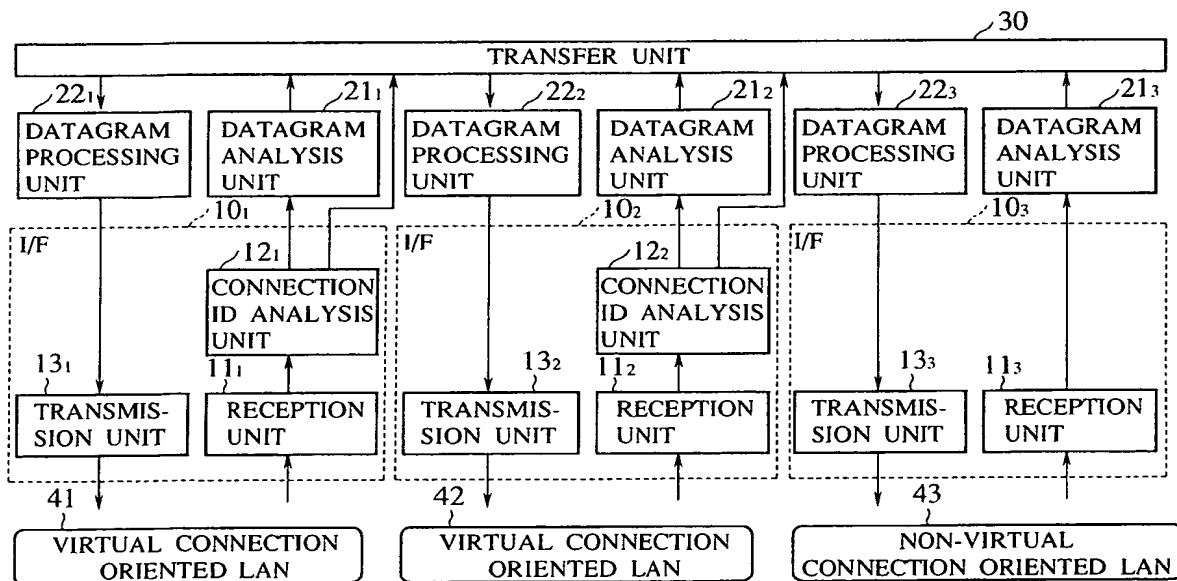 30
TRANSFER UNIT
22₁
21₁
22₂
21₂
22₃
21₃
DATAGRAM
PROCESSING
UNIT
DATAGRAM
ANALYSIS
UNIT
DATAGRAM
PROCESSING
UNIT
DATAGRAM
ANALYSIS
UNIT
DATAGRAM
PROCESSING
UNIT
DATAGRAM
ANALYSIS
UNIT
10₁
10₂
10₃
I/F
I/F
I/F
12₁
12₂
CONNECTION
ID ANALYSIS
UNIT
CONNECTION
ID ANALYSIS
UNIT
13₁
11₁
13₂
11₂
13₃
11₃
TRANSMIS-
SION UNIT
RECEPTION
UNIT
TRANSMIS-
SION UNIT
RECEPTION
UNIT
TRANSMIS-
SION UNIT
RECEPTION
UNIT
41
42
43
VIRTUAL CONNECTION
ORIENTED LAN
VIRTUAL CONNECTION
ORIENTED LAN
NON-VIRTUAL
CONNECTION ORIENTED LAN